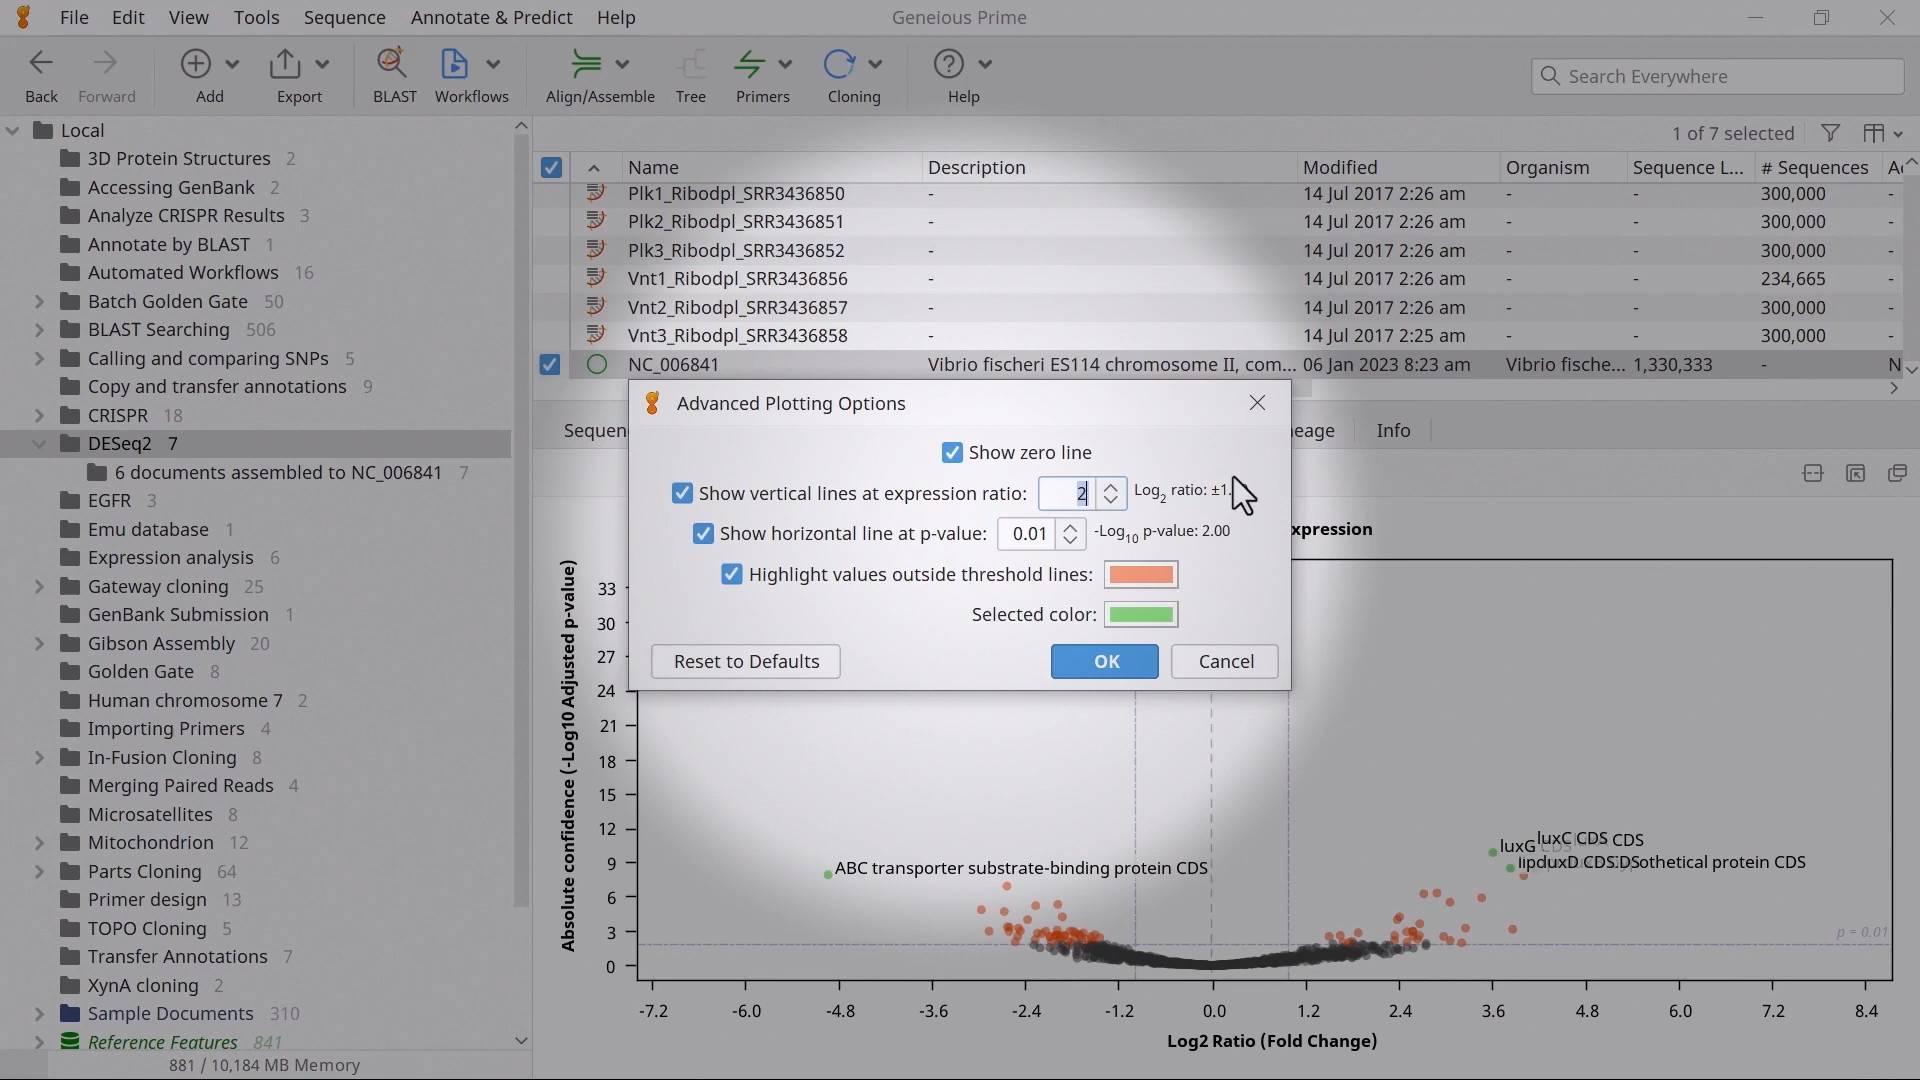 File Edit View Tools Sequence Annotate & Predict Help
Geneious Prime
Back Forward Add Export BLAST Workflows Align/Assemble Tree Primers Cloning Help
Search Everywhere
Local
3D Protein Structures 2
Accessing GenBank 2
Analyze CRISPR Results 3
Annotate by BLAST 1
Automated Workflows 16
Batch Golden Gate 50
BLAST Searching 506
Calling and comparing SNPs 5
Copy and transfer annotations 9
CRISPR 18
DESeq2 7
6 documents assembled to NC_006841 7
EGFR 3
Emu database 1
Expression analysis 6
Gateway cloning 25
GenBank Submission 1
Gibson Assembly 20
Golden Gate 8
Human chromosome 7 2
Importing Primers 4
In-Fusion Cloning 8
Merging Paired Reads 4
Microsatellites 8
Mitochondrion 12
Parts Cloning 64
Primer design 13
TOPO Cloning 5
Transfer Annotations 7
XynA cloning 2
Sample Documents 310
Reference Features 841
881 / 10,184 MB Memory
1 of 7 selected
Name Description Modified Organism Sequence L... # Sequences
Plk1_Ribodpl_SRR3436850 - 14 Jul 2017 2:26 am - - 300,000 -
Plk2_Ribodpl_SRR3436851 - 14 Jul 2017 2:26 am - - 300,000 -
Plk3_Ribodpl_SRR3436852 - 14 Jul 2017 2:26 am - - 300,000 -
Vnt1_Ribodpl_SRR3436856 - 14 Jul 2017 2:26 am - - 234,665 -
Vnt2_Ribodpl_SRR3436857 - 14 Jul 2017 2:26 am - - 300,000 -
Vnt3_Ribodpl_SRR3436858 - 14 Jul 2017 2:25 am - - 300,000 -
NC_006841 Vibrio fischeri ES114 chromosome II, com... 06 Jan 2023 8:23 am Vibrio fische... 1,330,333 - N
Sequen eage Info
Advanced Plotting Options
Show zero line
Show vertical lines at expression ratio: 2 Log2 ratio: ±1.
Show horizontal line at p-value: 0.01 -Log10 p-value: 2.00
Highlight values outside threshold lines:
Selected color:
Reset to Defaults OK Cancel
xpression
Absolute confidence (-Log10 Adjusted p-value)
33
30
27
24
21
18
15
12
9
6
3
0
luxC CDS CDS
luxG
ABC transporter substrate-binding protein CDS
luxD CDS othetical protein CDS
p = 0.01
-7.2 -6.0 -4.8 -3.6 -2.4 -1.2 0.0 1.2 2.4 3.6 4.8 6.0 7.2 8.4
Log2 Ratio (Fold Change)